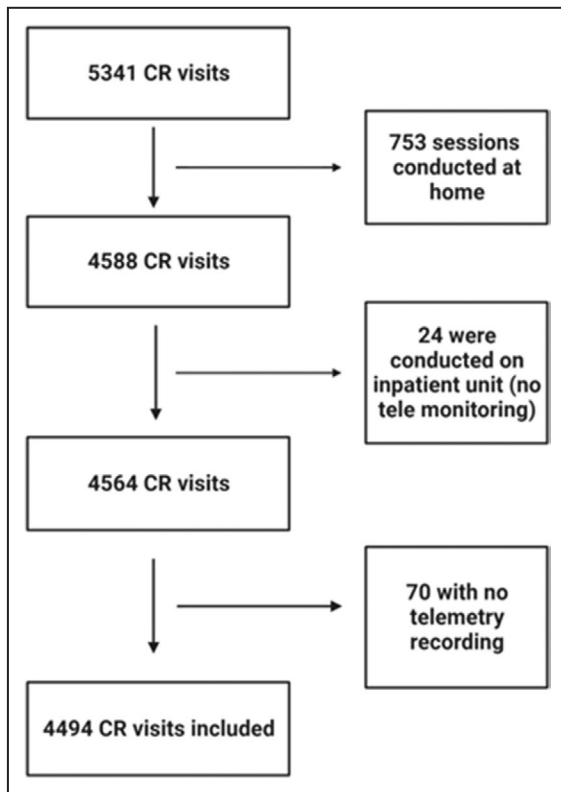 5341 CR visits
753 sessions
conducted at
home
4588 CR visits
24 were
conducted on
inpatient unit (no
tele monitoring)
4564 CR visits
70 with no
telemetry
recording
4494 CR visits included